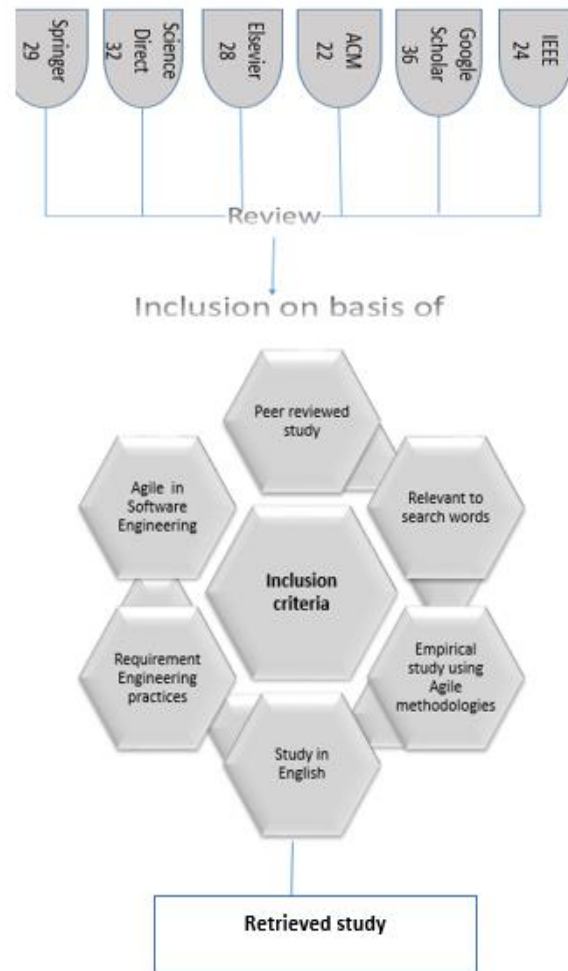 Springer
29
Science
Direct
32
Elsevier
28
ACM
22
Google
Scholar
36
IEEE
24
Review
Inclusion on basis of
Peer reviewed
study
Agile in
Software
Engineering
Relevant to
search words
Inclusion
criteria
Requirement
Engineering
practices
Empirical
study using
Agile
methodologies
Study in
English
Retrieved study